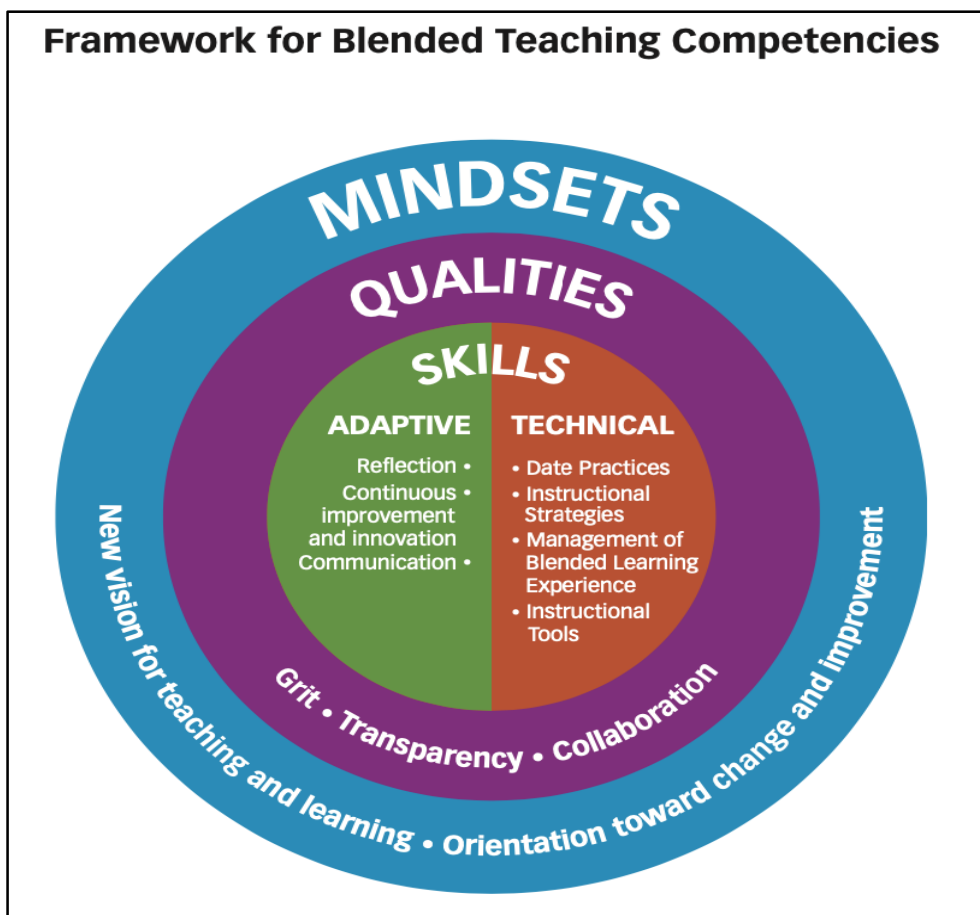 Framework for Blended Teaching Competencies
MINDSETS
QUALITIES
SKILLS
ADAPTIVE
Reflection •
Continuous •
improvement
and innovation
Communication •
TECHNICAL
• Date Practices
• Instructional
Strategies
• Management of
Blended Learning
Experience
• Instructional
Tools
Grit • Transparency • Collaboration
New vision for teaching and learning • Orientation toward change and improvement